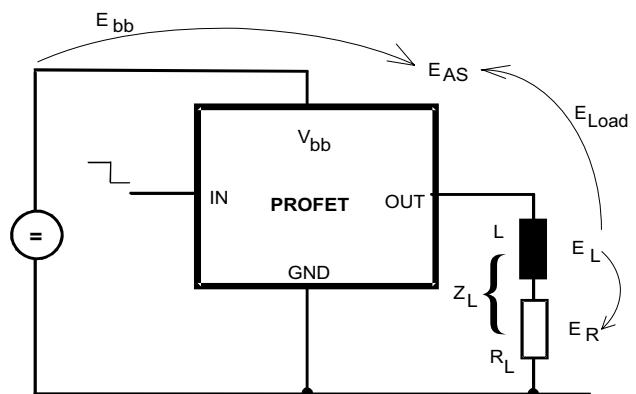 E bb
E AS
E Load
V bb
IN
PROFET
OUT
=
L
E L
GND
Z L {
E R
R L